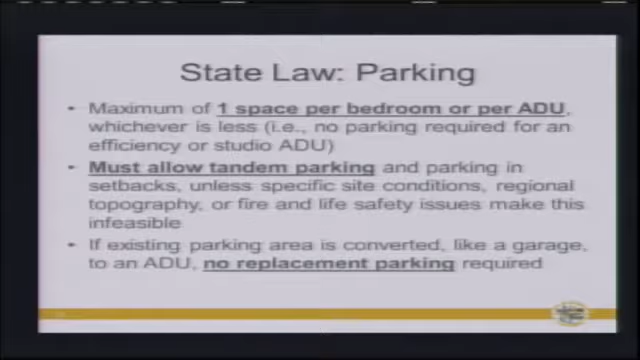 State Law: Parking
• Maximum of 1 space per bedroom or per ADU,
whichever is less (i.e., no parking required for an
efficiency or studio ADU)
• Must allow tandem parking and parking in
setbacks, unless specific site conditions, regional
topography, or fire and life safety issues make this
infeasible
• If existing parking area is converted, like a garage,
to an ADU, no replacement parking required